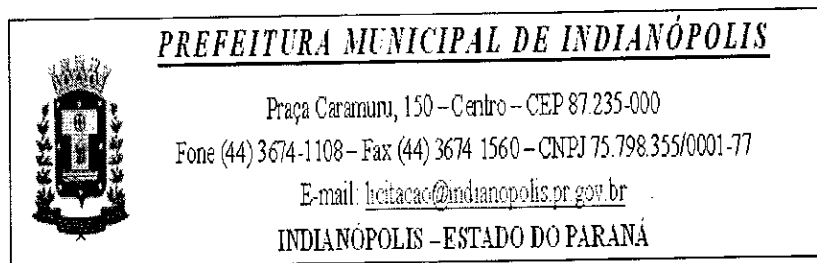 PREFEITURA MUNICIPAL DE INDIANÓPOLIS
Praça Caramuru, 150 – Centro – CEP 87.235-000
Fone (44) 3674-1108 – Fax (44) 3674 1560 – CNPJ 75.798.355/0001-77
E-mail: licitacao@indianopolis.pr.gov.br
INDIANÓPOLIS – ESTADO DO PARANÁ